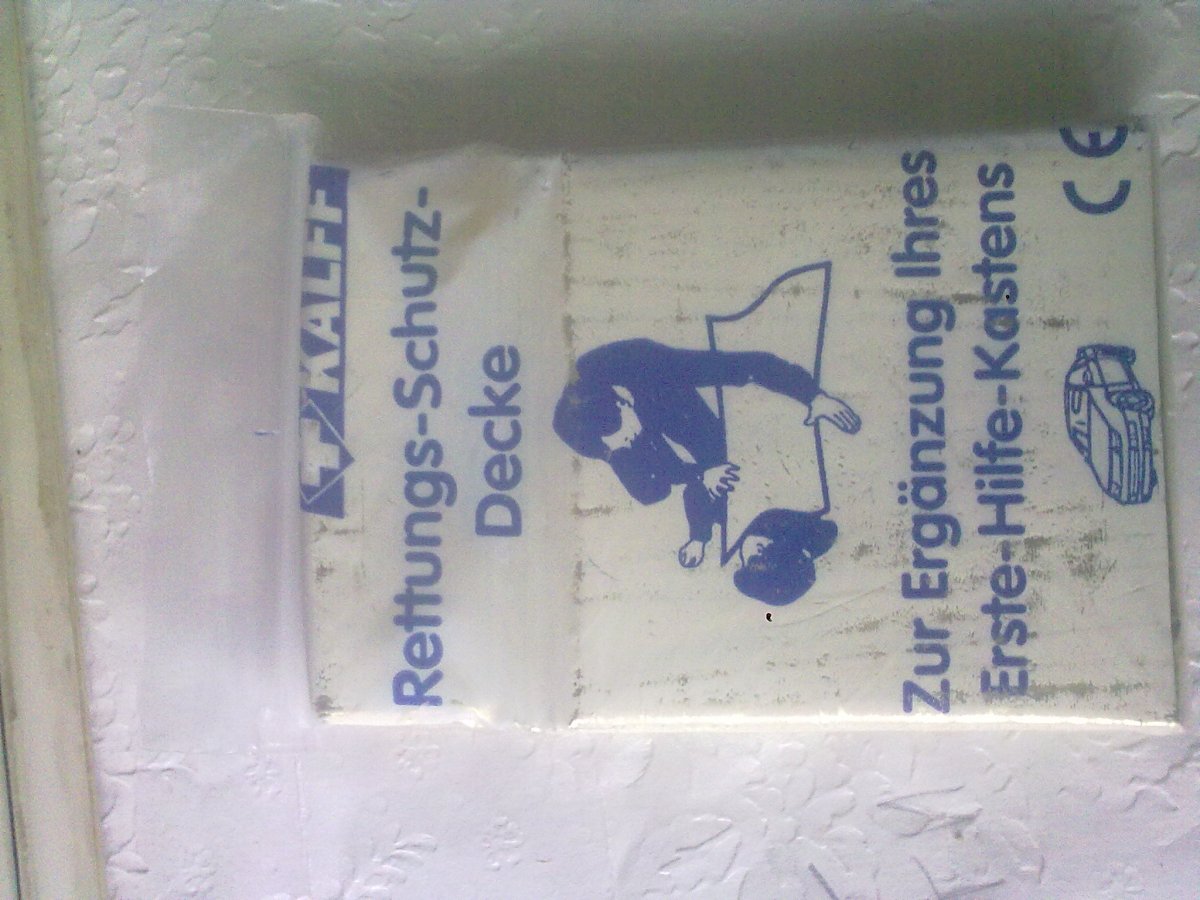 KALFF
Rettungs-Schutz-
Decke
Zur Ergänzung Ihres
Erste-Hilfe-Kastens
CE